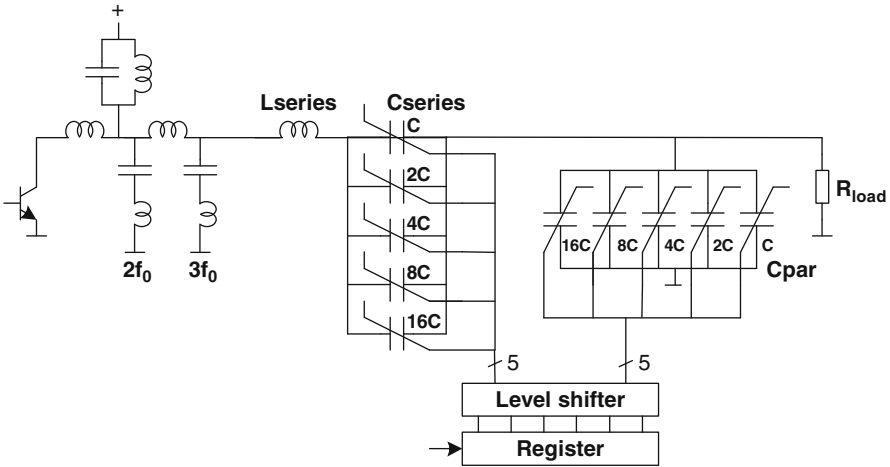 +
Lseries
Cseries
C
2C
4C
8C
16C
2f₀
3f₀
16C
8C
4C
2C
C
Cpar
Rload
5
5
Level shifter
Register